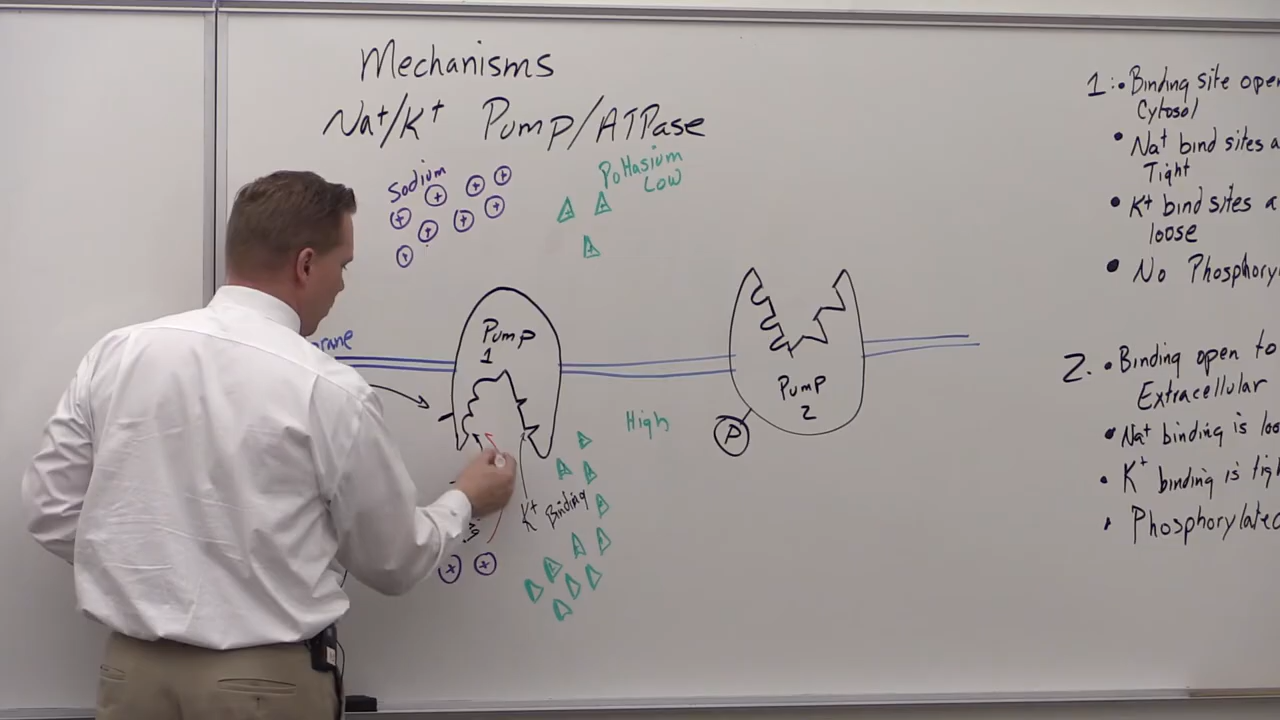 Mechanisms
Na+/K+ Pump/ATPase
Sodium
+ + + + + + + + +
Pottasium
Low
+ + +
Pump
1
High
K+ Binding
+ +
Pump
2
P
1: • Binding site open
Cytosol
• Na+ bind sites a
Tight
• K+ bind sites a
loose
• No Phosphory
2. • Binding open to
Extracellular
• Na+ binding is loo
• K+ binding is tigh
• Phosphorylated